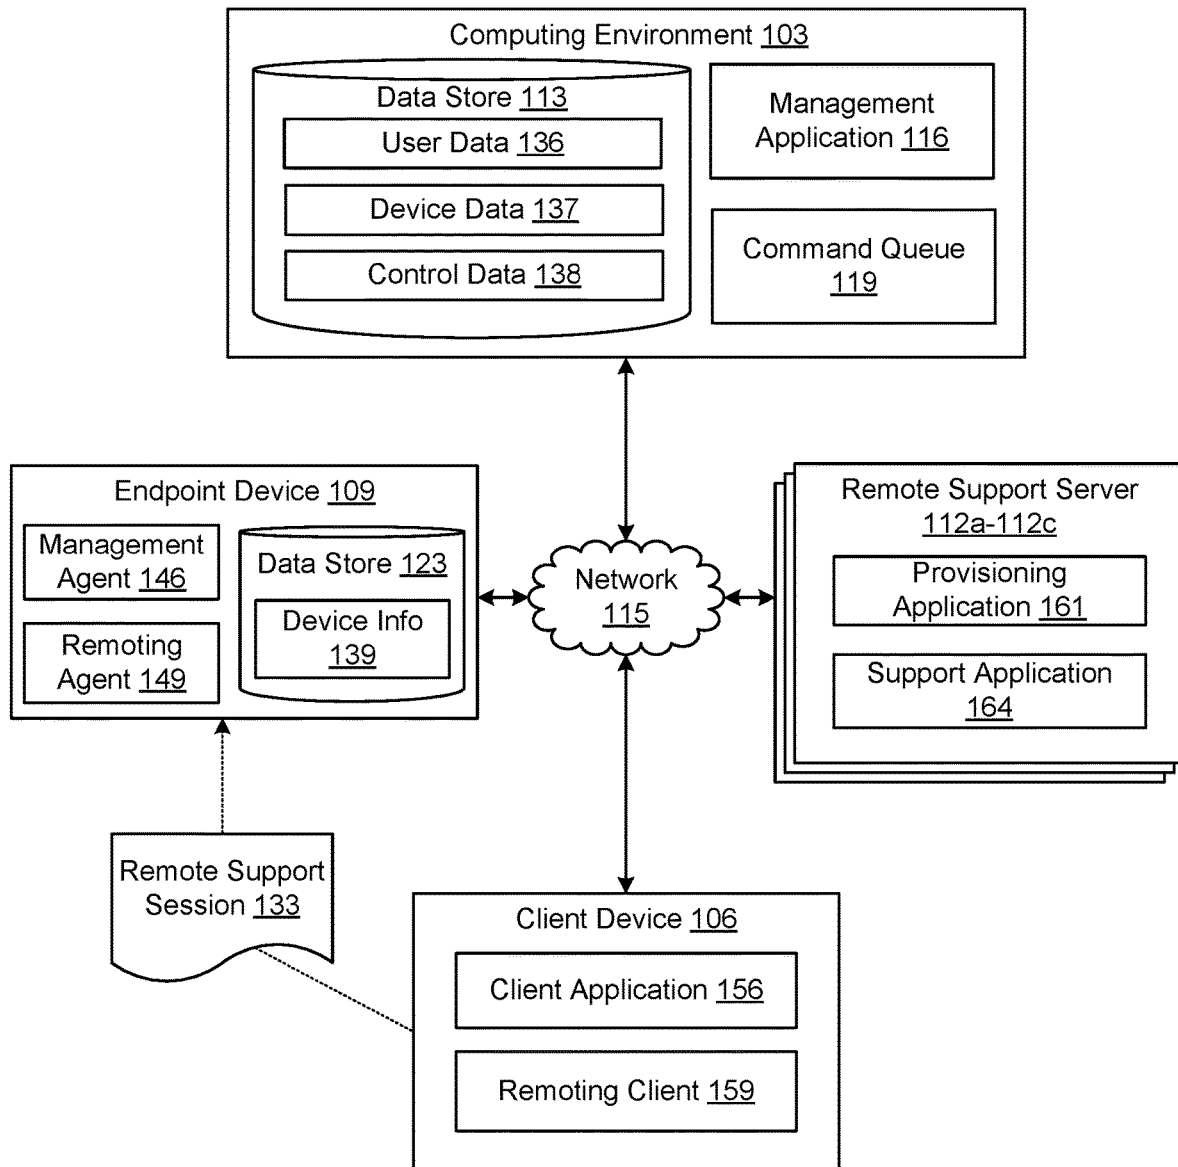 Computing Environment 103
Data Store 113
User Data 136
Device Data 137
Control Data 138
Management
Application 116
Command Queue
119
Endpoint Device 109
Management
Agent 146
Remoting
Agent 149
Data Store 123
Device Info
139
Network
115
Remote Support Server
112a-112c
Provisioning
Application 161
Support Application
164
Remote Support
Session 133
Client Device 106
Client Application 156
Remoting Client 159